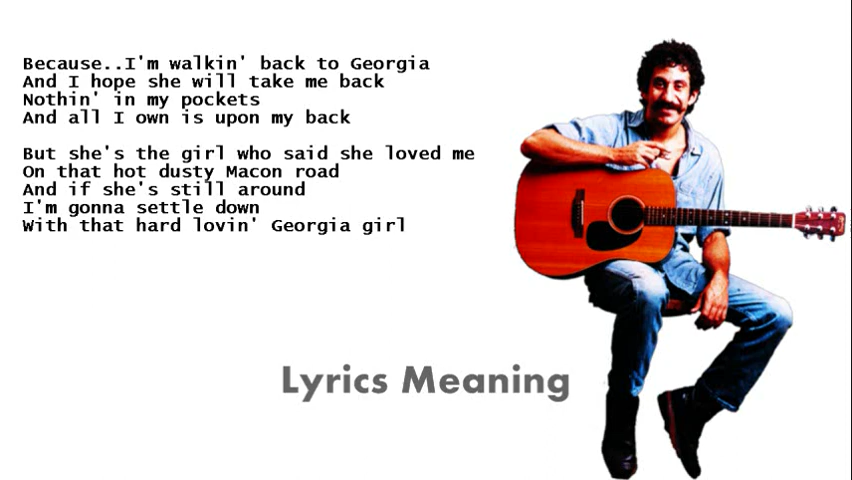 Because..I'm walkin' back to Georgia
And I hope she will take me back
Nothin' in my pockets
And all I own is upon my back
But she's the girl who said she loved me
On that hot dusty Macon road
And if she's still around
I'm gonna settle down
With that hard lovin' Georgia girl
Lyrics Meaning